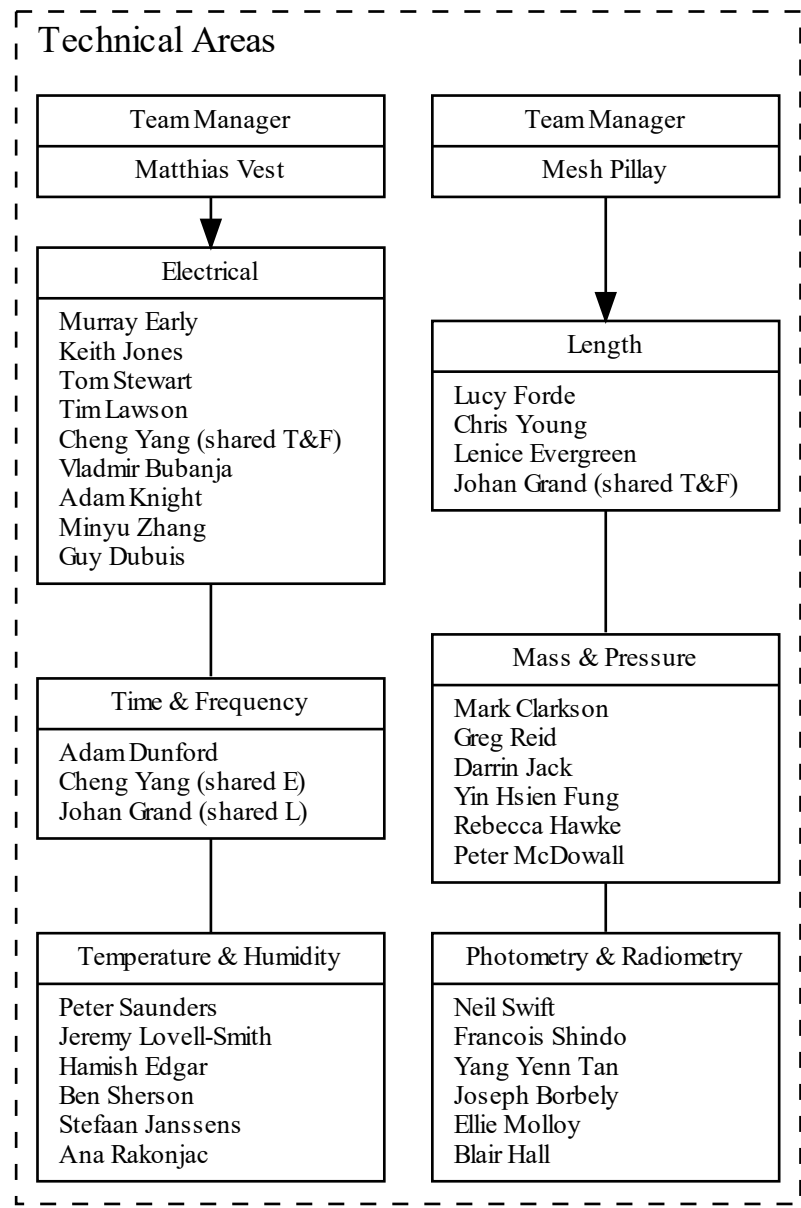 Technical Areas
Team Manager
Matthias Vest
Electrical
Murray Early
Keith Jones
Tom Stewart
Tim Lawson
Cheng Yang (shared T&F)
Vladmir Bubanja
Adam Knight
Minyu Zhang
Guy Dubuis
Time & Frequency
Adam Dunford
Cheng Yang (shared E)
Johan Grand (shared L)
Temperature & Humidity
Peter Saunders
Jeremy Lovell-Smith
Hamish Edgar
Ben Sherson
Stefaan Janssens
Ana Rakonjac
Team Manager
Mesh Pillay
Length
Lucy Forde
Chris Young
Lenice Evergreen
Johan Grand (shared T&F)
Mass & Pressure
Mark Clarkson
Greg Reid
Darrin Jack
Yin Hsien Fung
Rebecca Hawke
Peter McDowall
Photometry & Radiometry
Neil Swift
Francois Shindo
Yang Yenn Tan
Joseph Borbely
Ellie Molloy
Blair Hall